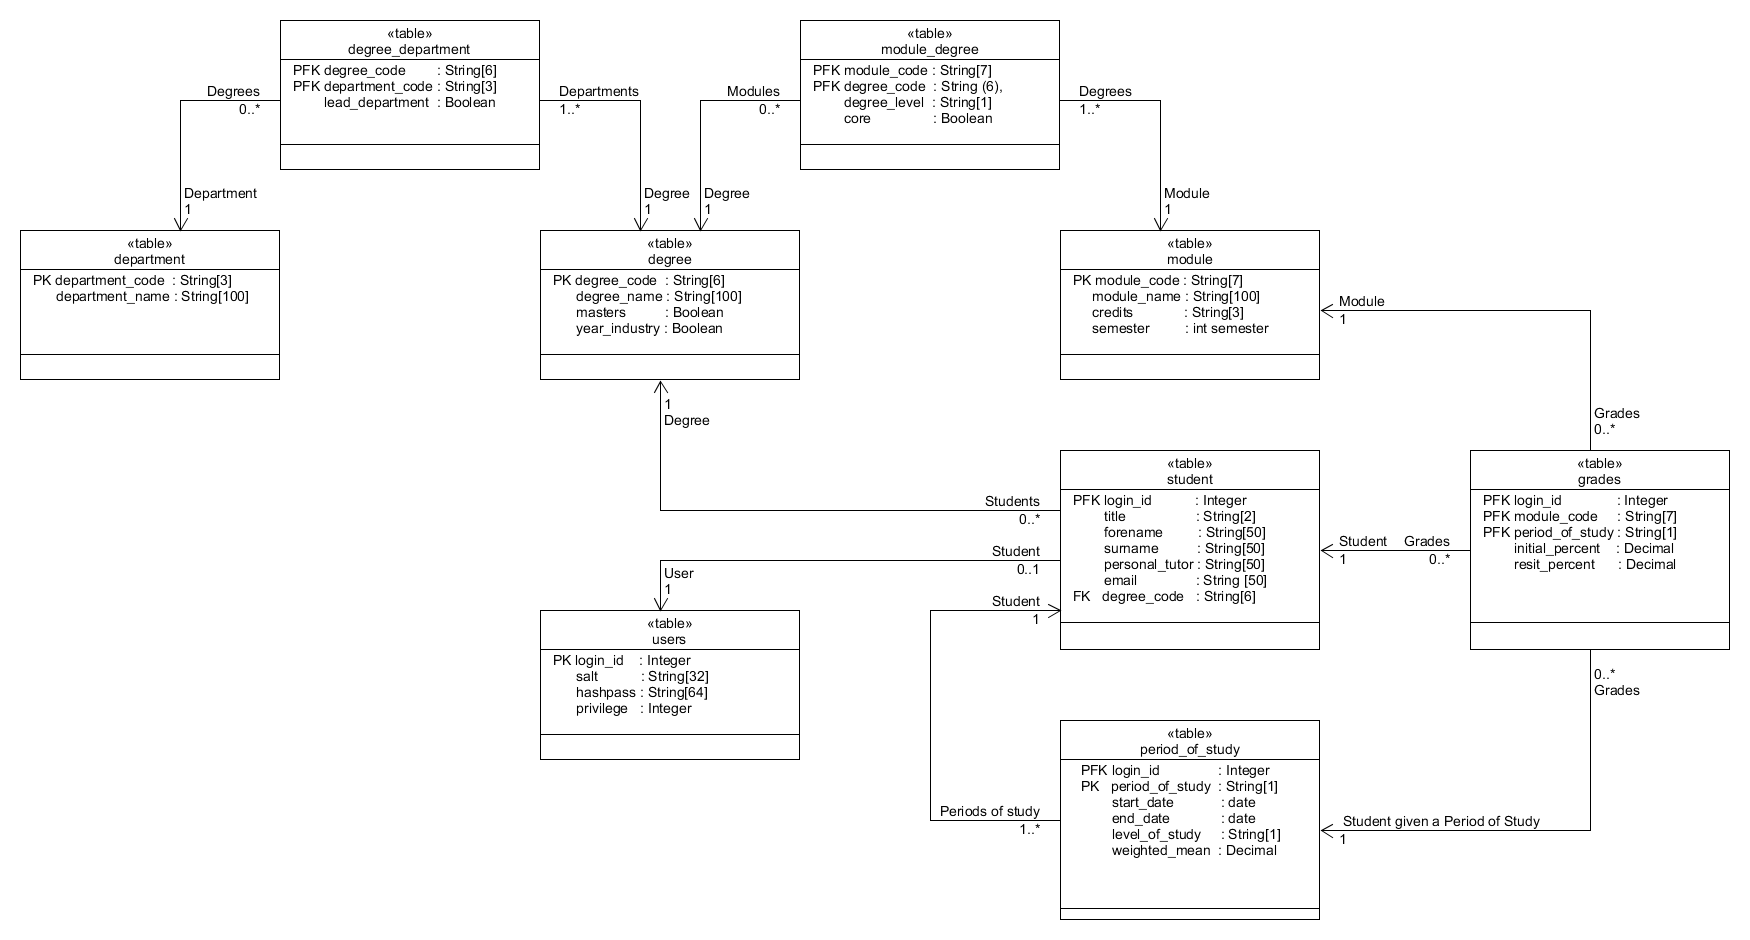 «table»
degree_department
PFK degree_code : String[6]
PFK department_code : String[3]
lead_department : Boolean
«table»
module_degree
PFK module_code : String[7]
PFK degree_code : String (6),
degree_level : String[1]
core : Boolean
Degrees
0..*
Departments
1..*
Modules
0..*
Degrees
1..*
Department
1
Degree
1
Degree
1
Module
1
«table»
department
PK department_code : String[3]
department_name : String[100]
«table»
degree
PK degree_code : String[6]
degree_name : String[100]
masters : Boolean
year_industry : Boolean
«table»
module
PK module_code : String[7]
module_name : String[100]
credits : String[3]
semester : int semester
Module
1
1
Degree
Grades
0..*
Students
0..*
Student
0..1
User
1
Student
1
«table»
student
PFK login_id : Integer
title : String[2]
forename : String[50]
surname : String[50]
personal_tutor : String[50]
email : String [50]
FK degree_code : String[6]
Student
1
Grades
0..*
«table»
grades
PFK login_id : Integer
PFK module_code : String[7]
PFK period_of_study : String[1]
initial_percent : Decimal
resit_percent : Decimal
«table»
users
PK login_id : Integer
salt : String[32]
hashpass : String[64]
privilege : Integer
0..*
Grades
«table»
period_of_study
PFK login_id : Integer
PK period_of_study : String[1]
start_date : date
end_date : date
level_of_study : String[1]
weighted_mean : Decimal
Periods of study
1..*
Student given a Period of Study
1